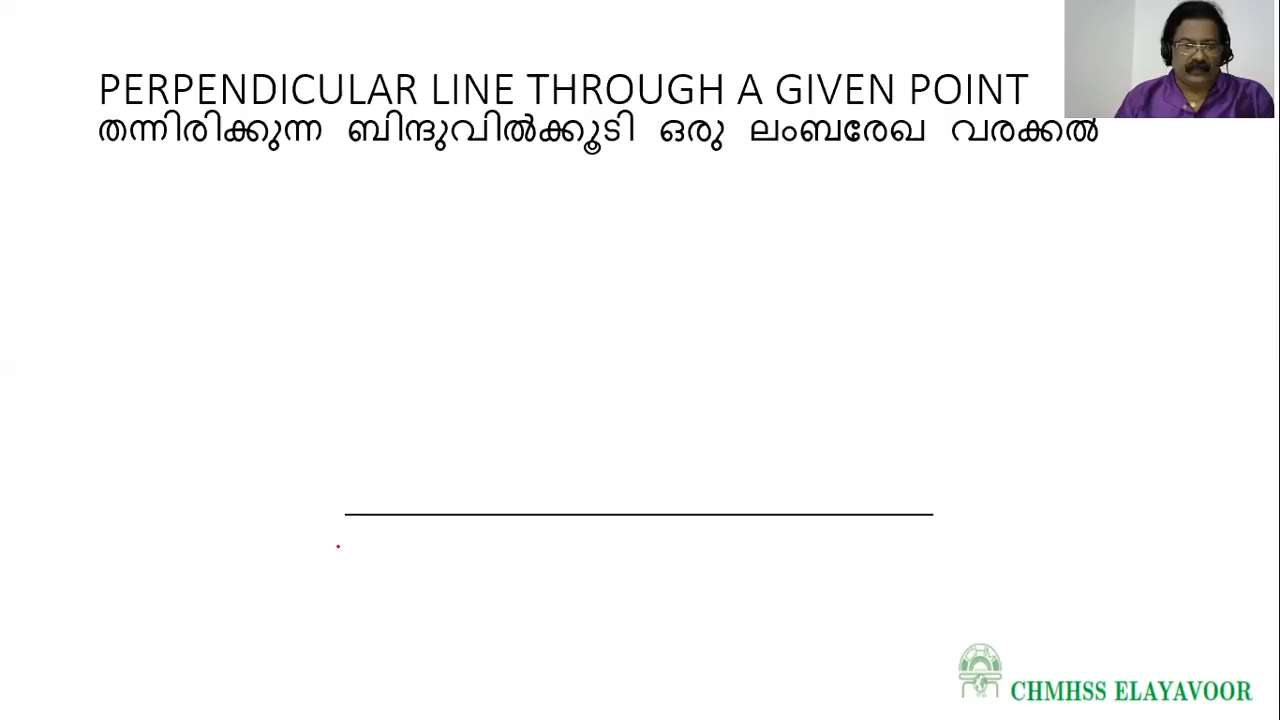 PERPENDICULAR LINE THROUGH A GIVEN POINT
തന്നിരിക്കുന്ന ബിന്ദുവിൽക്കൂടി ഒരു ലംബരേഖ വരക്കൽ
CHMHSS ELAYAVOOR